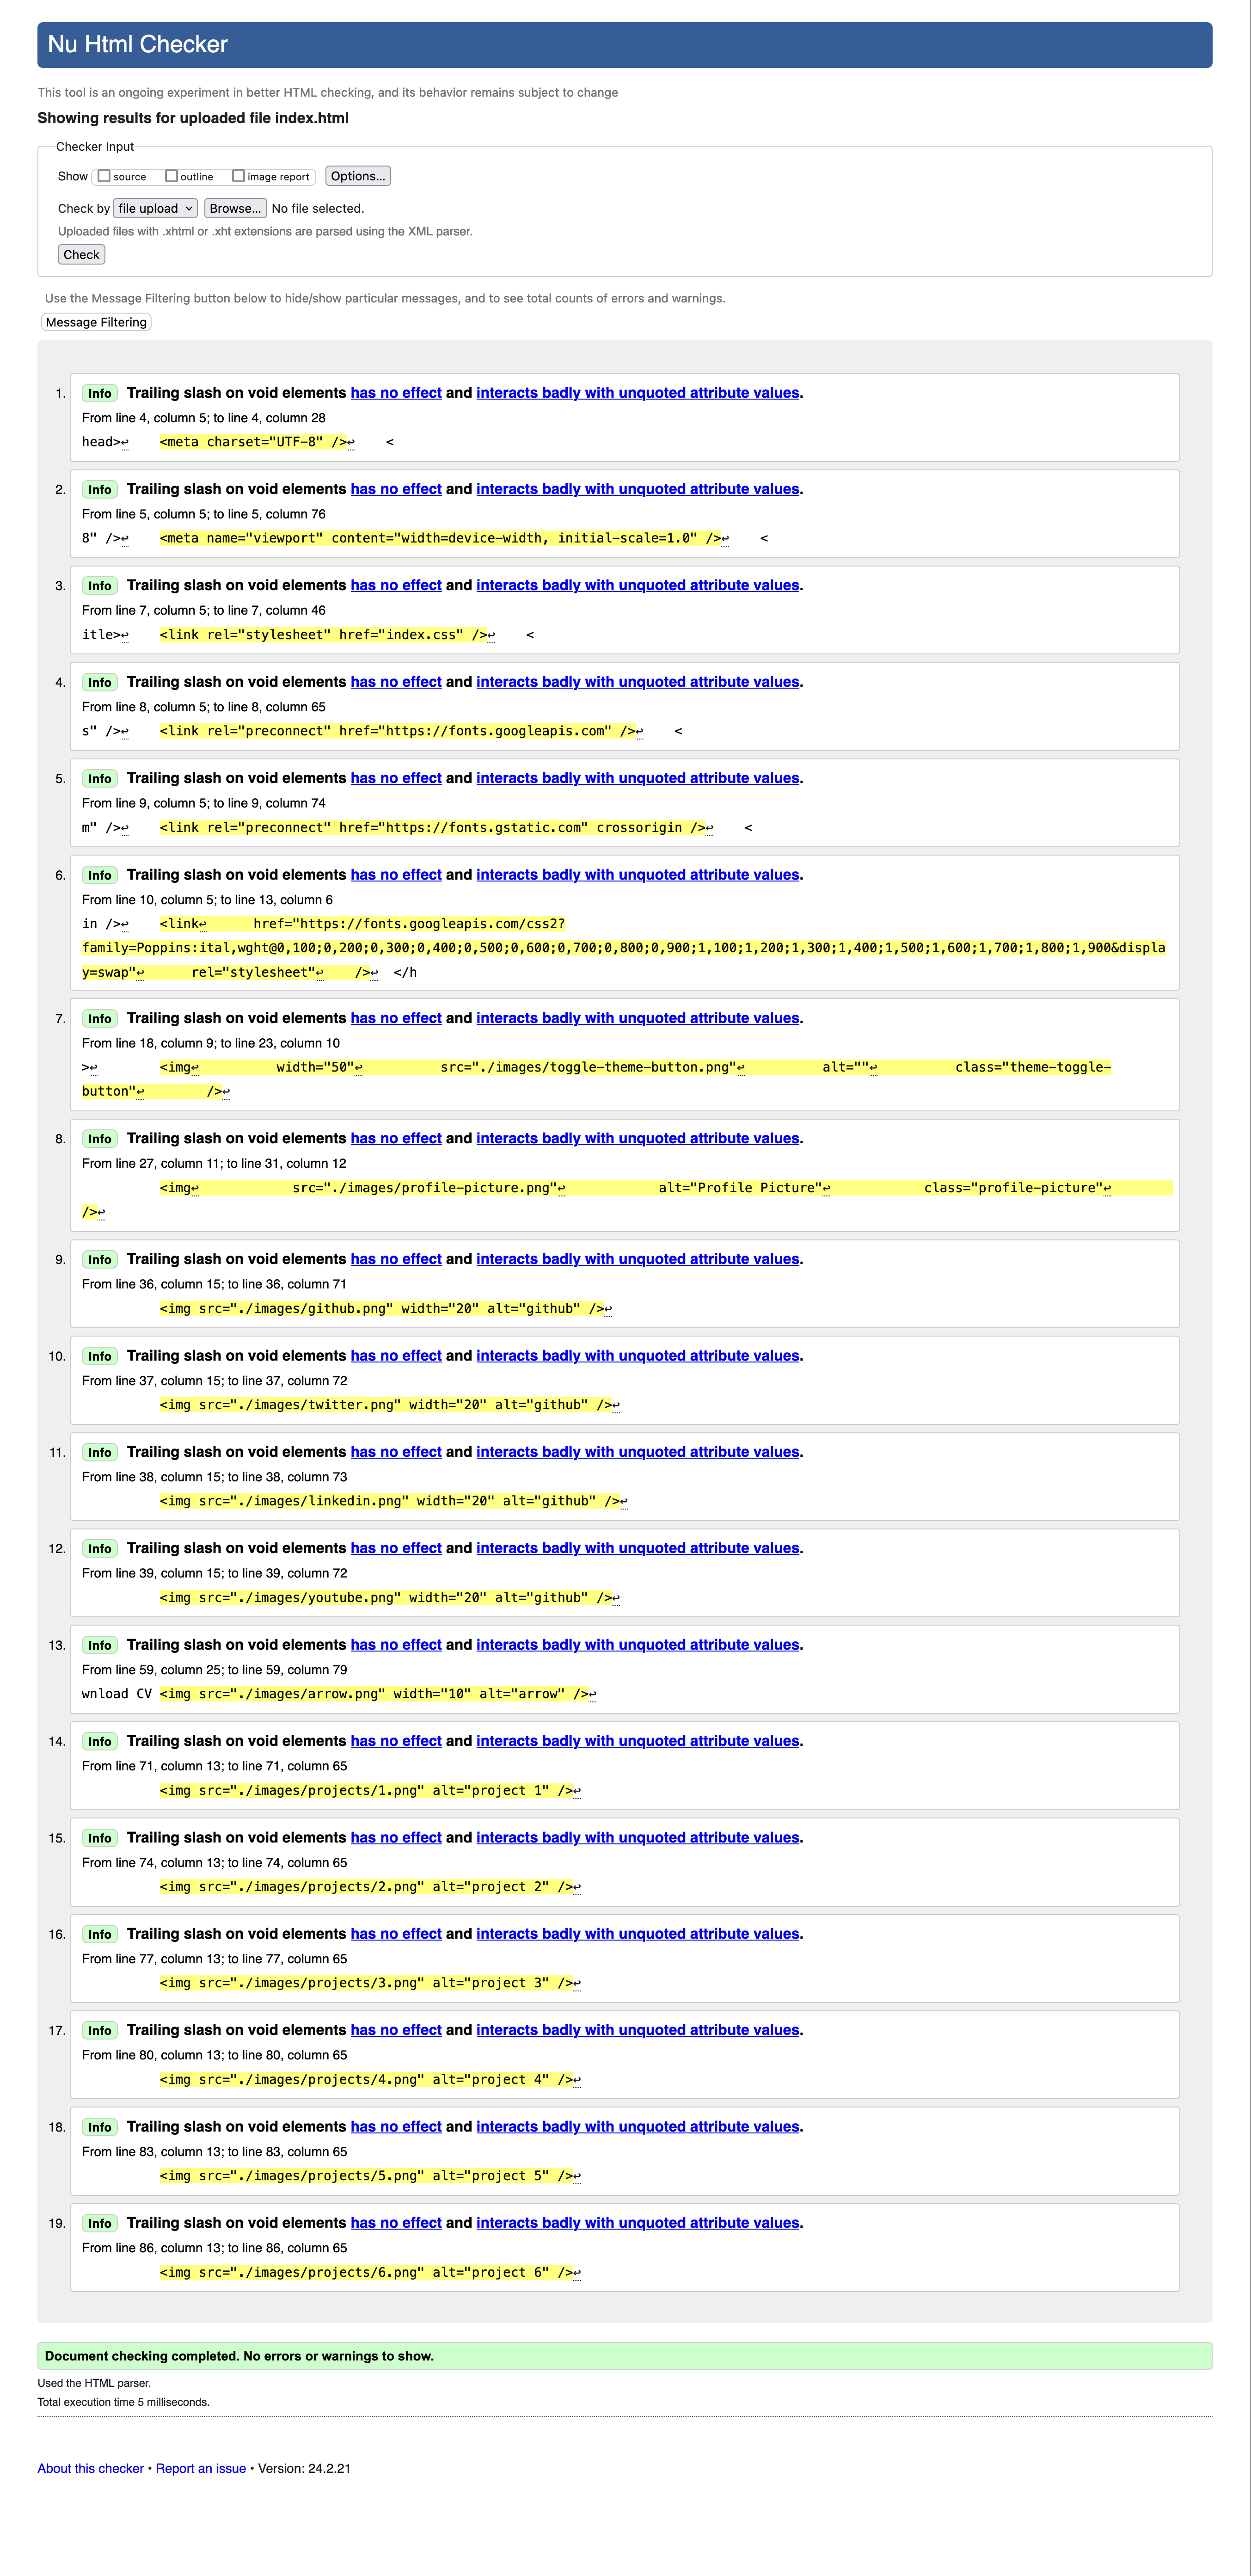 Nu Html Checker
This tool is an ongoing experiment in better HTML checking, and its behavior remains subject to change
Showing results for uploaded file index.html
Checker Input
Show source outline image report Options...
Check by file upload Browse... No file selected.
Uploaded files with .xhtml or .xht extensions are parsed using the XML parser.
Check
Use the Message Filtering button below to hide/show particular messages, and to see total counts of errors and warnings.
Message Filtering
1. Info Trailing slash on void elements has no effect and interacts badly with unquoted attribute values.
From line 4, column 5; to line 4, column 28
head>↩ <meta charset="UTF-8" />↩ <
2. Info Trailing slash on void elements has no effect and interacts badly with unquoted attribute values.
From line 5, column 5; to line 5, column 76
8" />↩ <meta name="viewport" content="width=device-width, initial-scale=1.0" />↩ <
3. Info Trailing slash on void elements has no effect and interacts badly with unquoted attribute values.
From line 7, column 5; to line 7, column 46
itle>↩ <link rel="stylesheet" href="index.css" />↩ <
4. Info Trailing slash on void elements has no effect and interacts badly with unquoted attribute values.
From line 8, column 5; to line 8, column 65
s" />↩ <link rel="preconnect" href="https://fonts.googleapis.com" />↩ <
5. Info Trailing slash on void elements has no effect and interacts badly with unquoted attribute values.
From line 9, column 5; to line 9, column 74
m" />↩ <link rel="preconnect" href="https://fonts.gstatic.com" crossorigin />↩ <
6. Info Trailing slash on void elements has no effect and interacts badly with unquoted attribute values.
From line 10, column 5; to line 13, column 6
in />↩ <link↩ href="https://fonts.googleapis.com/css2?
family=Poppins:ital,wght@0,100;0,200;0,300;0,400;0,500;0,600;0,700;0,800;0,900;1,100;1,200;1,300;1,400;1,500;1,600;1,700;1,800;1,900&displa
y=swap"↩ rel="stylesheet"↩ />↩ </h
7. Info Trailing slash on void elements has no effect and interacts badly with unquoted attribute values.
From line 18, column 9; to line 23, column 10
>↩ <img↩ width="50"↩ src="./images/toggle-theme-button.png"↩ alt=""↩ class="theme-toggle-
button"↩ />↩
8. Info Trailing slash on void elements has no effect and interacts badly with unquoted attribute values.
From line 27, column 11; to line 31, column 12
<img↩ src="./images/profile-picture.png"↩ alt="Profile Picture"↩ class="profile-picture"↩
/>↩
9. Info Trailing slash on void elements has no effect and interacts badly with unquoted attribute values.
From line 36, column 15; to line 36, column 71
<img src="./images/github.png" width="20" alt="github" />↩
10. Info Trailing slash on void elements has no effect and interacts badly with unquoted attribute values.
From line 37, column 15; to line 37, column 72
<img src="./images/twitter.png" width="20" alt="github" />↩
11. Info Trailing slash on void elements has no effect and interacts badly with unquoted attribute values.
From line 38, column 15; to line 38, column 73
<img src="./images/linkedin.png" width="20" alt="github" />↩
12. Info Trailing slash on void elements has no effect and interacts badly with unquoted attribute values.
From line 39, column 15; to line 39, column 72
<img src="./images/youtube.png" width="20" alt="github" />↩
13. Info Trailing slash on void elements has no effect and interacts badly with unquoted attribute values.
From line 59, column 25; to line 59, column 79
wnload CV <img src="./images/arrow.png" width="10" alt="arrow" />↩
14. Info Trailing slash on void elements has no effect and interacts badly with unquoted attribute values.
From line 71, column 13; to line 71, column 65
<img src="./images/projects/1.png" alt="project 1" />↩
15. Info Trailing slash on void elements has no effect and interacts badly with unquoted attribute values.
From line 74, column 13; to line 74, column 65
<img src="./images/projects/2.png" alt="project 2" />↩
16. Info Trailing slash on void elements has no effect and interacts badly with unquoted attribute values.
From line 77, column 13; to line 77, column 65
<img src="./images/projects/3.png" alt="project 3" />↩
17. Info Trailing slash on void elements has no effect and interacts badly with unquoted attribute values.
From line 80, column 13; to line 80, column 65
<img src="./images/projects/4.png" alt="project 4" />↩
18. Info Trailing slash on void elements has no effect and interacts badly with unquoted attribute values.
From line 83, column 13; to line 83, column 65
<img src="./images/projects/5.png" alt="project 5" />↩
19. Info Trailing slash on void elements has no effect and interacts badly with unquoted attribute values.
From line 86, column 13; to line 86, column 65
<img src="./images/projects/6.png" alt="project 6" />↩
Document checking completed. No errors or warnings to show.
Used the HTML parser.
Total execution time 5 milliseconds.
About this checker • Report an issue • Version: 24.2.21